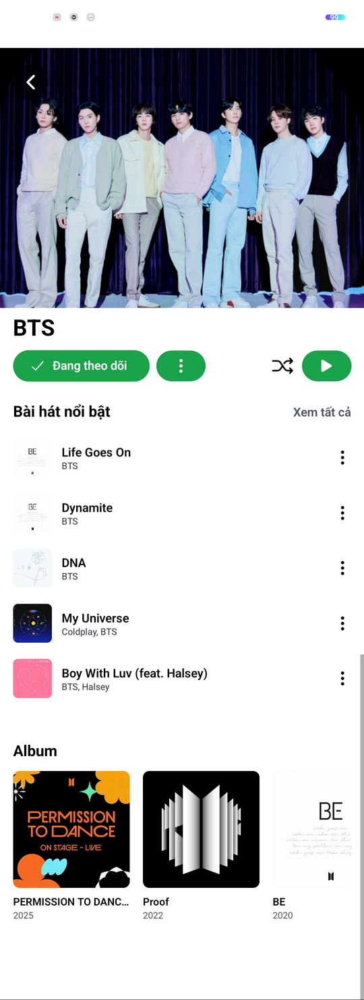 99
BTS
Đang theo dõi
Bài hát nổi bật
Xem tất cả
BE
Life Goes On
BTS
BE
Dynamite
BTS
DNA
BTS
My Universe
Coldplay, BTS
Boy With Luv (feat. Halsey)
BTS, Halsey
Album
PERMISSION
TO DANCE
ON STAGE - LIVE
BE
PERMISSION TO DANC...
2025
Proof
2022
BE
2020